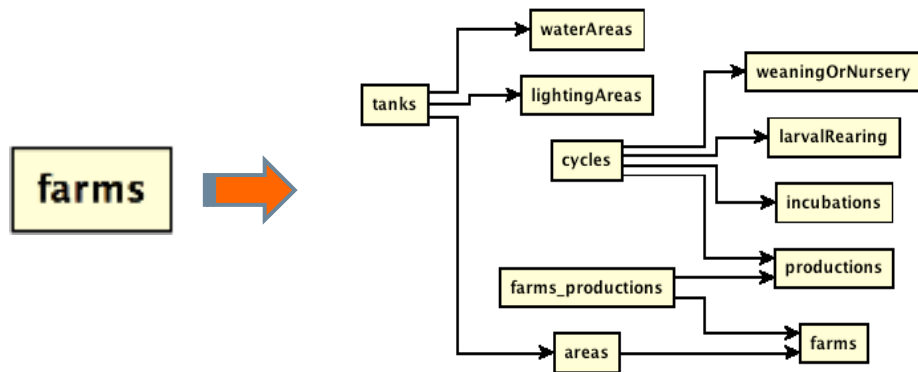 farms
waterAreas
tanks
lightingAreas
weaningOrNursery
cycles
larvalRearing
incubations
productions
farms_productions
areas
farms